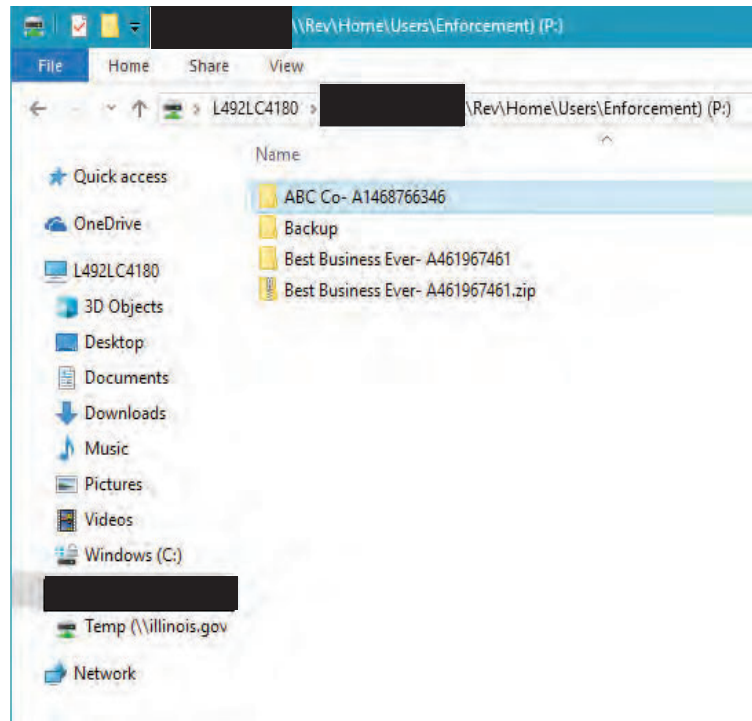 \\Rev\Home\Users\Enforcement) (P:)
File Home Share View
L492LC4180 > \Rev\Home\Users\Enforcement) (P:)
Name
Quick access
OneDrive
L492LC4180
3D Objects
Desktop
Documents
Downloads
Music
Pictures
Videos
Windows (C:)
Temp (\\illinois.gov
Network
ABC Co- A1468766346
Backup
Best Business Ever- A461967461
Best Business Ever- A461967461.zip